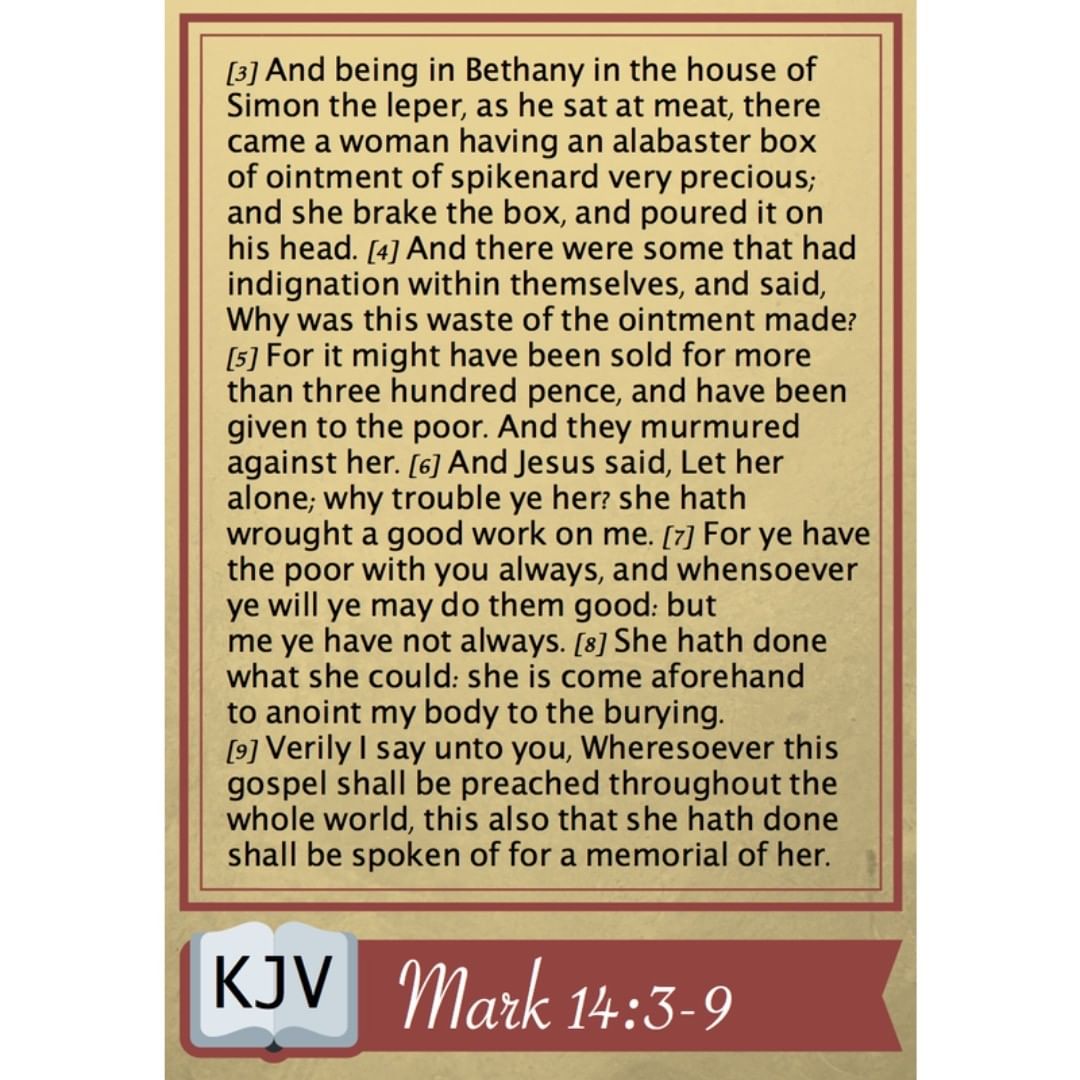 [3] And being in Bethany in the house of
Simon the leper, as he sat at meat, there
came a woman having an alabaster box
of ointment of spikenard very precious;
and she brake the box, and poured it on
his head. [4] And there were some that had
indignation within themselves, and said,
Why was this waste of the ointment made?
[5] For it might have been sold for more
than three hundred pence, and have been
given to the poor. And they murmured
against her. [6] And Jesus said, Let her
alone; why trouble ye her? she hath
wrought a good work on me. [7] For ye have
the poor with you always, and whensoever
ye will ye may do them good: but
me ye have not always. [8] She hath done
what she could: she is come aforehand
to anoint my body to the burying.
[9] Verily I say unto you, Wheresoever this
gospel shall be preached throughout the
whole world, this also that she hath done
shall be spoken of for a memorial of her.
KJV
Mark 14:3-9